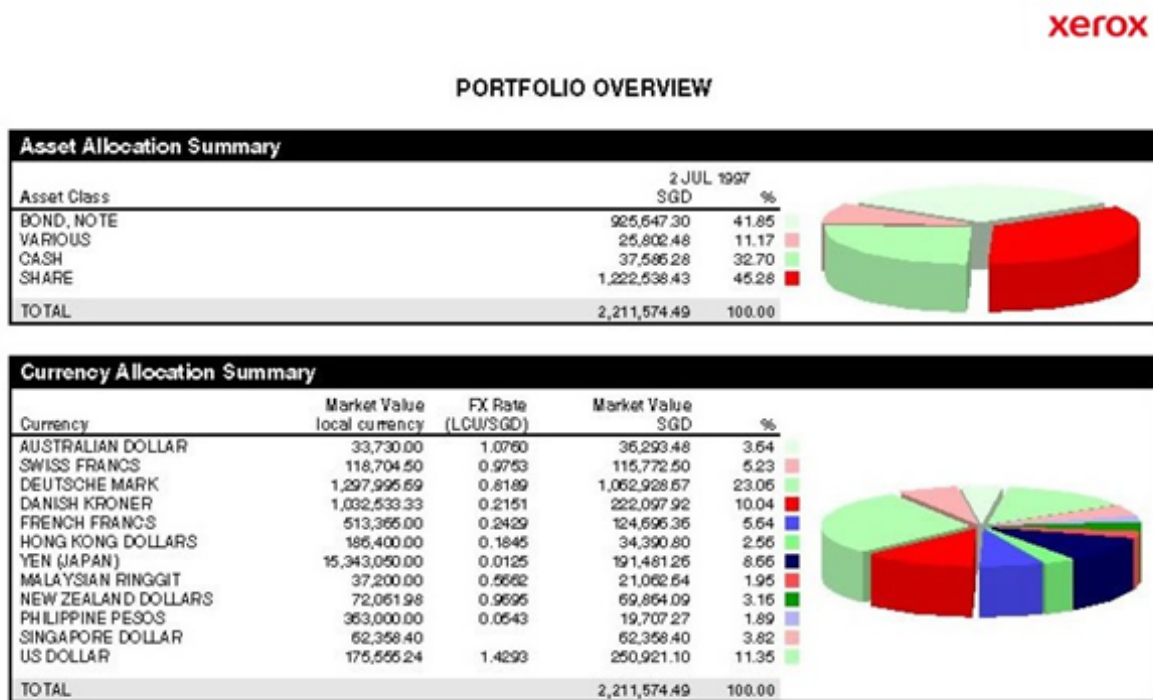 xerox
PORTFOLIO OVERVIEW
Asset Allocation Summary
2 JUL 1997
Asset Class SGD %
BOND, NOTE 925,647.30 41.85
VARIOUS 25,802.48 11.17
CASH 37,586.28 32.70
SHARE 1,222,538.43 45.28
TOTAL 2,211,574.49 100.00
Currency Allocation Summary
Market Value FX Rate Market Value
Currency local currency (LCU/SGD) SGD %
AUSTRALIAN DOLLAR 33,730.00 1.0760 36,293.48 3.64
SWISS FRANCS 118,704.50 0.9753 115,772.50 5.23
DEUTSCHE MARK 1,297,995.69 0.8189 1,062,928.67 23.06
DANISH KRONER 1,032,533.33 0.2151 222,097.92 10.04
FRENCH FRANCS 513,365.00 0.2429 124,696.36 5.64
HONG KONG DOLLARS 186,400.00 0.1845 34,390.80 2.56
YEN (JAPAN) 15,343,050.00 0.0125 191,481.26 8.66
MALAYSIAN RINGGIT 37,200.00 0.5662 21,062.64 1.95
NEW ZEALAND DOLLARS 72,061.98 0.9695 69,864.09 3.16
PHILIPPINE PESOS 363,000.00 0.0543 19,707.27 1.89
SINGAPORE DOLLAR 62,358.40 62,358.40 3.82
US DOLLAR 175,555.24 1.4293 250,921.10 11.35
TOTAL 2,211,574.49 100.00